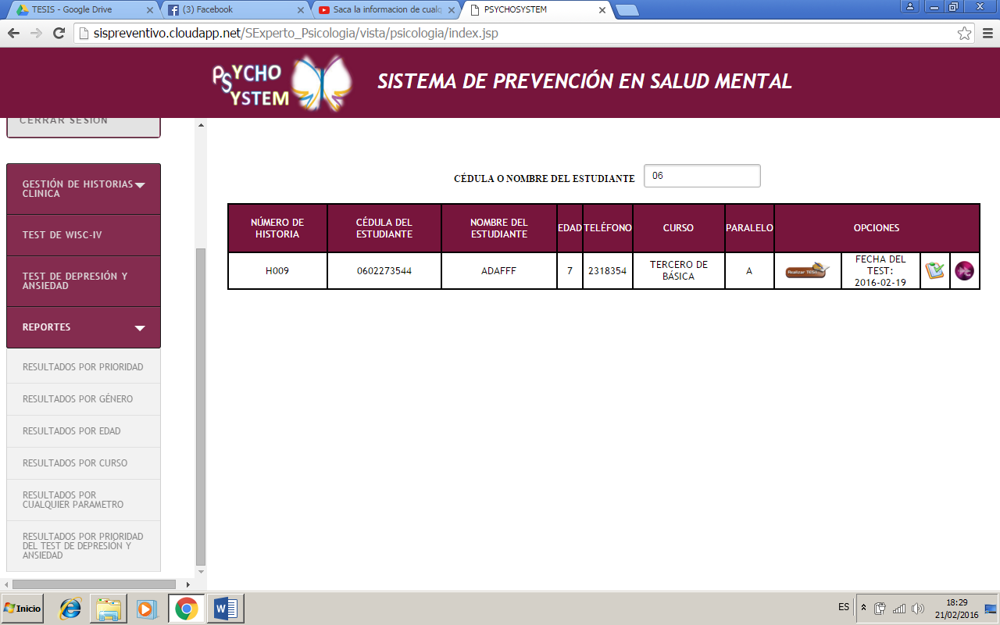 TESIS - Google Drive
(3) Facebook
Saca la informacion de cualq
PSYCHOSYSTEM
sispreventivo.cloudapp.net/SExperto_Psicologia/vista/psicologia/index.jsp
PSYCHO
SYSTEM
SISTEMA DE PREVENCIÓN EN SALUD MENTAL
CERRAR SESIÓN
GESTIÓN DE HISTORIAS
CLINICA
TEST DE WISC-IV
TEST DE DEPRESIÓN Y
ANSIEDAD
REPORTES
RESULTADOS POR PRIORIDAD
RESULTADOS POR GÉNERO
RESULTADOS POR EDAD
RESULTADOS POR CURSO
RESULTADOS POR
CUALQUIER PARAMETRO
RESULTADOS POR PRIORIDAD
DEL TEST DE DEPRESIÓN Y
ANSIEDAD
CÉDULA O NOMBRE DEL ESTUDIANTE 06
NÚMERO DE HISTORIA CÉDULA DEL ESTUDIANTE NOMBRE DEL ESTUDIANTE EDAD TELÉFONO CURSO PARALELO OPCIONES
H009 0602273544 ADAFFF 7 2318354 TERCERO DE BÁSICA A Realizar TEST FECHA DEL TEST: 2016-02-19
Inicio
ES
18:29
21/02/2016